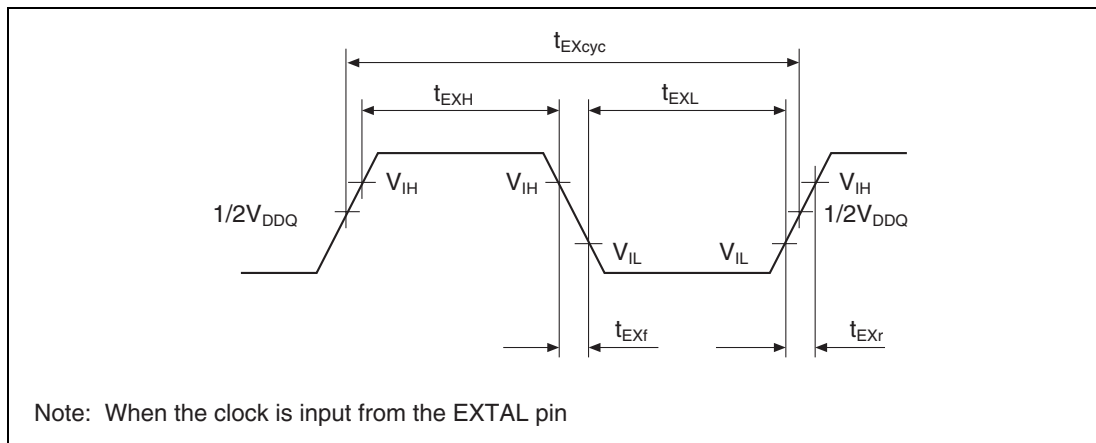 tEXcyc
tEXH tEXL
VIH VIH VIH
1/2VDDQ 1/2VDDQ
VIL VIL
tEXf tEXr
Note: When the clock is input from the EXTAL pin